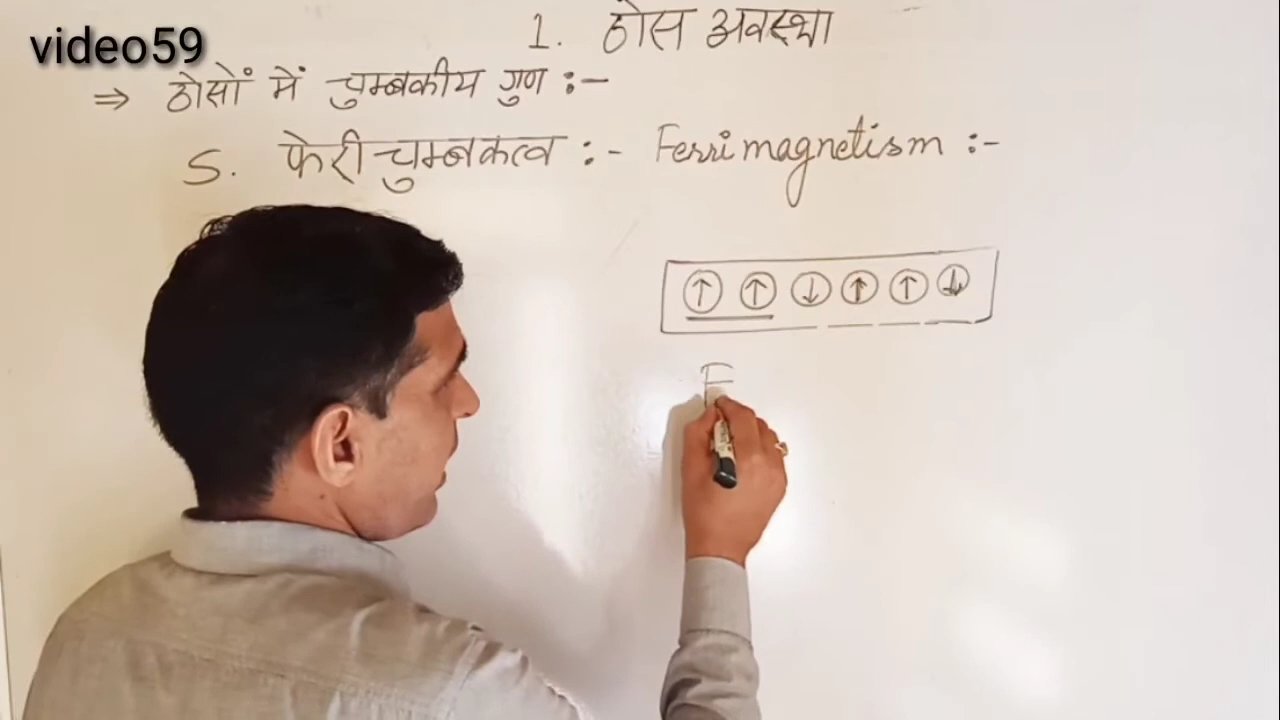 video59
1. ठोस अवस्था
⇒ ठोसों में चुम्बकीय गुण :-
5. फेरीचुम्बकत्व :- Ferrimagnetism :-
↑ ↑ ↓ ↑ ↑ ↓
F